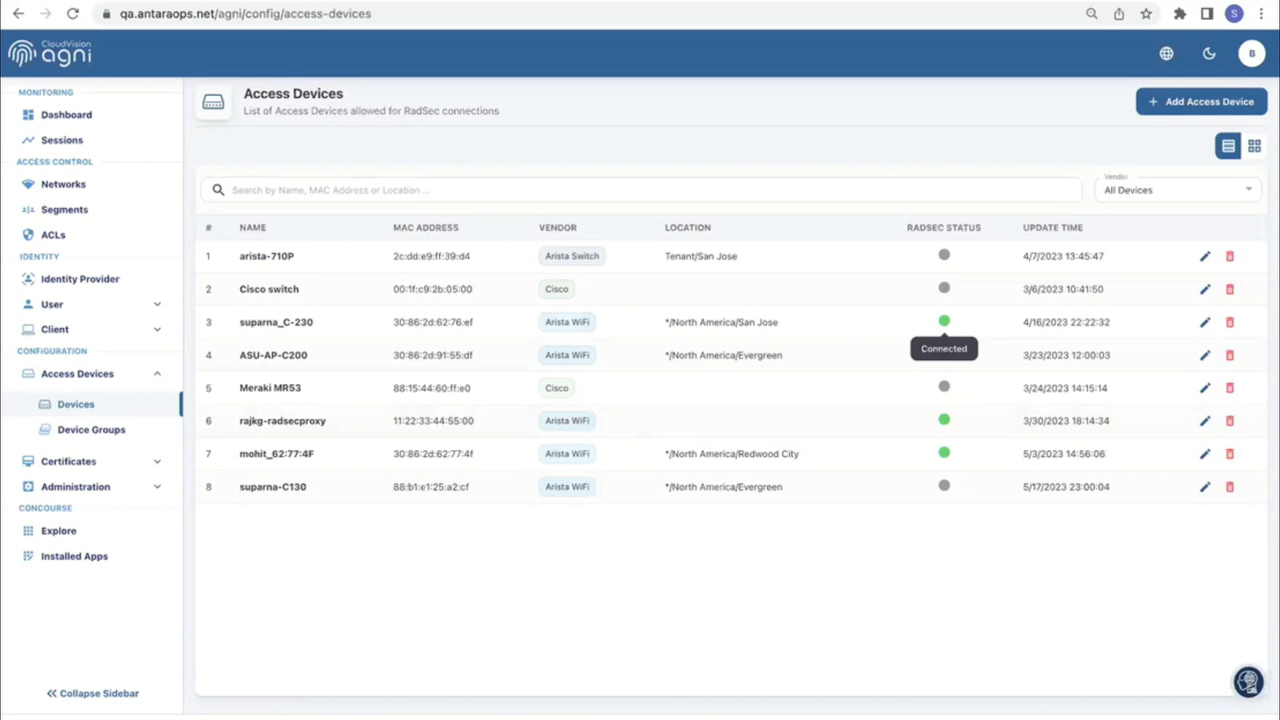 qa.antaraops.net/agni/config/access-devices
S
CloudVision
agni
B
MONITORING
Dashboard
Sessions
ACCESS CONTROL
Networks
Segments
ACLs
IDENTITY
Identity Provider
User
Client
CONFIGURATION
Access Devices
Devices
Device Groups
Certificates
Administration
CONCOURSE
Explore
Installed Apps
Collapse Sidebar
Access Devices
List of Access Devices allowed for RadSec connections
+ Add Access Device
Search by Name, MAC Address or Location ...
Vendor
All Devices
# NAME MAC ADDRESS VENDOR LOCATION RADSEC STATUS UPDATE TIME
1 arista-710P 2c:dd:e9:ff:39:d4 Arista Switch Tenant/San Jose 4/7/2023 13:45:47
2 Cisco switch 00:1f:c9:2b:05:00 Cisco 3/6/2023 10:41:50
3 suparna_C-230 30:86:2d:62:76:ef Arista WiFi */North America/San Jose 4/16/2023 22:22:32
Connected
4 ASU-AP-C200 30:86:2d:91:55:df Arista WiFi */North America/Evergreen 3/23/2023 12:00:03
5 Meraki MR53 88:15:44:60:ff:e0 Cisco 3/24/2023 14:15:14
6 rajkg-radsecproxy 11:22:33:44:55:00 Arista WiFi 3/30/2023 18:14:34
7 mohit_62:77:4F 30:86:2d:62:77:4f Arista WiFi */North America/Redwood City 5/3/2023 14:56:06
8 suparna-C130 88:b1:e1:25:a2:cf Arista WiFi */North America/Evergreen 5/17/2023 23:00:04